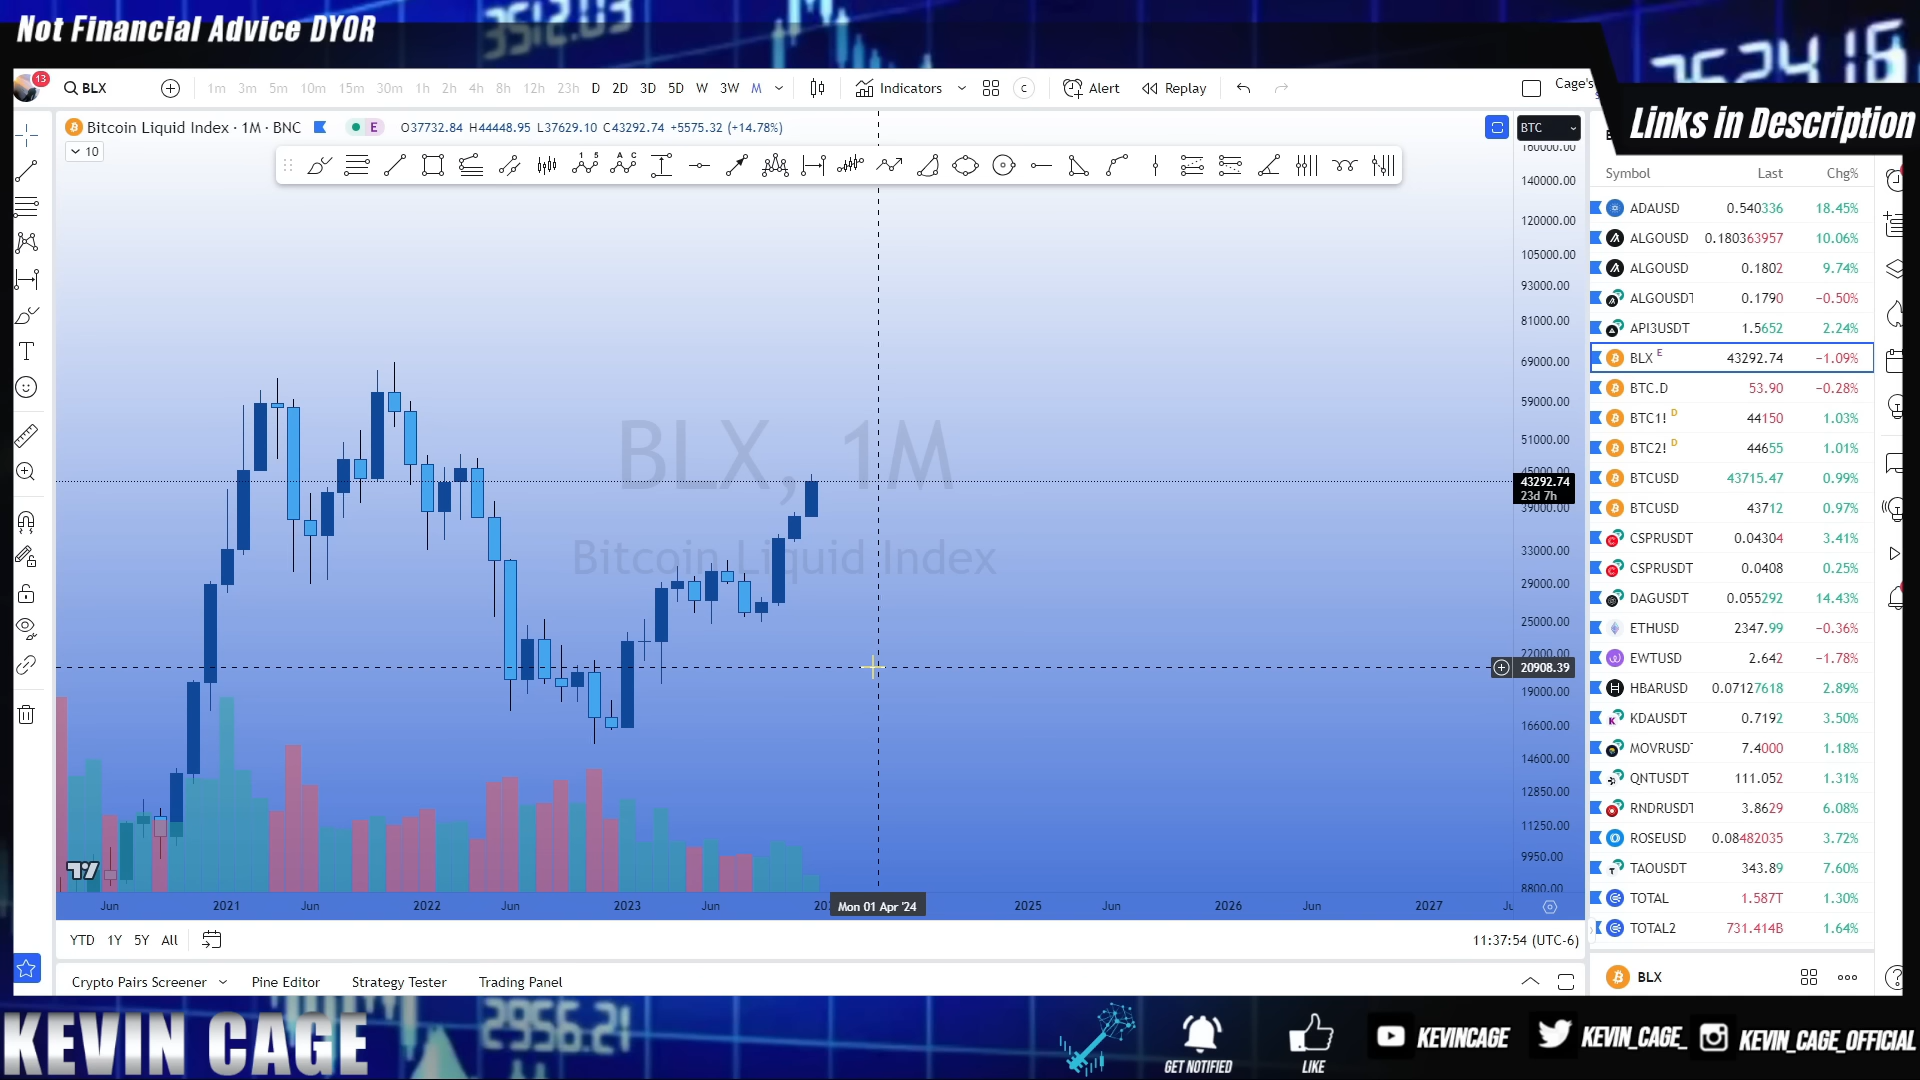 Not Financial Advice DYOR
3512.03
Links in Description
13
BLX
1m 3m 5m 10m 15m 30m 1h 2h 4h 8h 12h 23h D 2D 3D 5D W 3W M
Indicators
C
Alert
Replay
Cage's
Bitcoin Liquid Index · 1M · BNC
E
O37732.84 H44448.95 L37629.10 C43292.74 +5575.32 (+14.78%)
10
BTC
BLX, 1M
Bitcoin Liquid Index
160000.00
140000.00
120000.00
105000.00
93000.00
81000.00
69000.00
59000.00
51000.00
45000.00
43292.74
23d 7h
39000.00
33000.00
29000.00
25000.00
22000.00
20908.39
19000.00
16600.00
14600.00
12850.00
11250.00
9950.00
8800.00
Jun 2021 Jun 2022 Jun 2023 Jun Mon 01 Apr '24 2025 Jun 2026 Jun 2027
YTD 1Y 5Y All
11:37:54 (UTC-6)
Crypto Pairs Screener Pine Editor Strategy Tester Trading Panel
Symbol Last Chg%
ADAUSD 0.540336 18.45%
ALGOUSD 0.180363957 10.06%
ALGOUSD 0.1802 9.74%
ALGOUSDT 0.1790 −0.50%
API3USDT 1.5652 2.24%
BLX E 43292.74 −1.09%
BTC.D 53.90 −0.28%
BTC1! D 44150 1.03%
BTC2! D 44655 1.01%
BTCUSD 43715.47 0.99%
BTCUSD 43712 0.97%
CSPRUSDT 0.04304 3.41%
CSPRUSDT 0.0408 0.25%
DAGUSDT 0.055292 14.43%
ETHUSD 2347.99 −0.36%
EWTUSD 2.642 −1.78%
HBARUSD 0.07127618 2.89%
KDAUSDT 0.7192 3.50%
MOVRUSD 7.4000 1.18%
QNTUSDT 111.052 1.31%
RNDRUSDT 3.8629 6.08%
ROSEUSD 0.08482035 3.72%
TAOUSDT 343.89 7.60%
TOTAL 1.587T 1.30%
TOTAL2 731.414B 1.64%
BLX
KEVIN CAGE
2956.21
GET NOTIFIED
LIKE
KEVINCAGE
KEVIN_CAGE_
KEVIN_CAGE_OFFICIAL